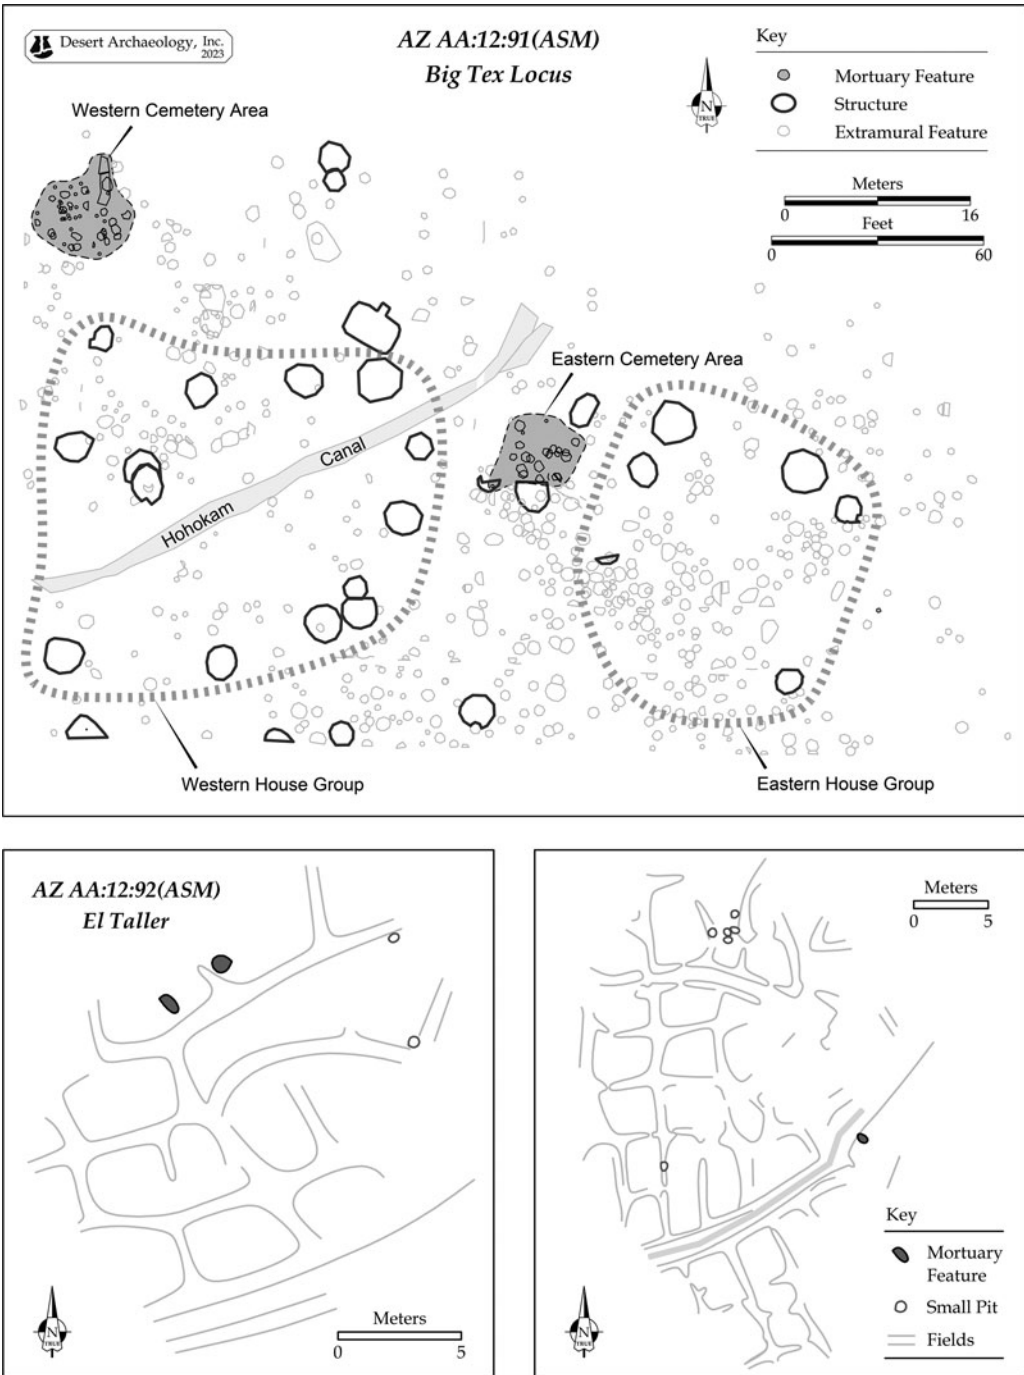 Desert Archaeology, Inc.
2023
AZ AA:12:91(ASM)
Big Tex Locus
Key
Mortuary Feature
Structure
Extramural Feature
N
TRUE
Meters
0 16
Feet
0 60
Western Cemetery Area
Eastern Cemetery Area
Hohokam Canal
Western House Group
Eastern House Group
AZ AA:12:92(ASM)
El Taller
N
TRUE
Meters
0 5
Meters
0 5
Key
Mortuary
Feature
Small Pit
Fields
N
TRUE